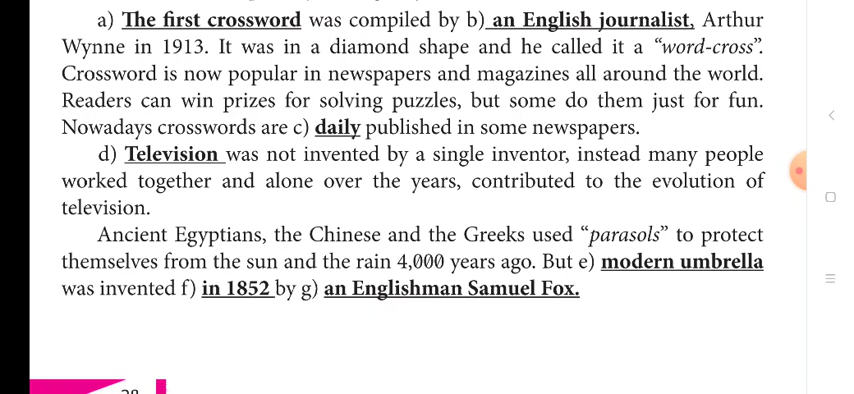 a) The first crossword was compiled by b) an English journalist, Arthur
Wynne in 1913. It was in a diamond shape and he called it a “word-cross”.
Crossword is now popular in newspapers and magazines all around the world.
Readers can win prizes for solving puzzles, but some do them just for fun.
Nowadays crosswords are c) daily published in some newspapers.
d) Television was not invented by a single inventor, instead many people
worked together and alone over the years, contributed to the evolution of
television.
Ancient Egyptians, the Chinese and the Greeks used “parasols” to protect
themselves from the sun and the rain 4,000 years ago. But e) modern umbrella
was invented f) in 1852 by g) an Englishman Samuel Fox.